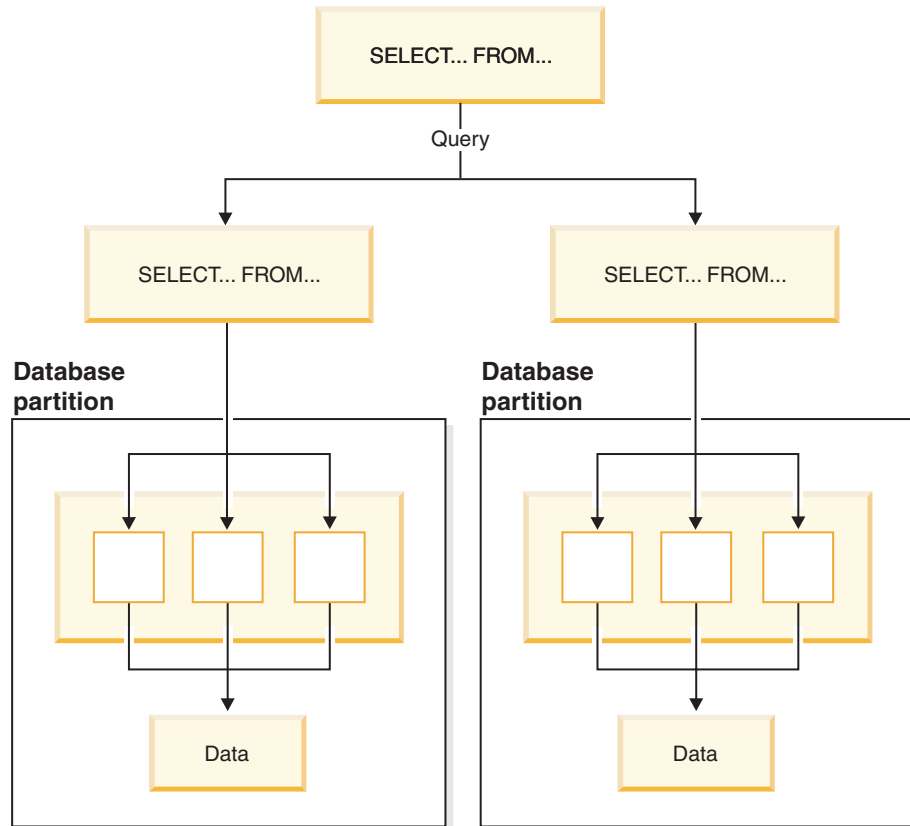 SELECT... FROM...
Query
SELECT... FROM...
SELECT... FROM...
Database
partition
Database
partition
Data
Data